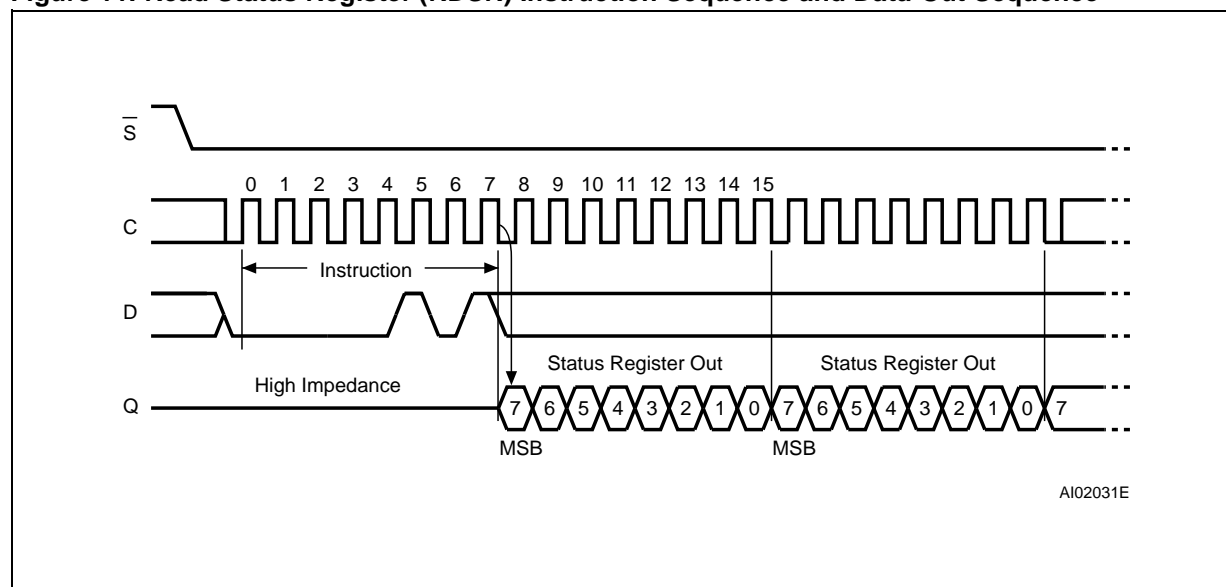 Figure 11. Read Status Register (RDSR) Instruction Sequence and Data-Out Sequence
S
0 1 2 3 4 5 6 7 8 9 10 11 12 13 14 15
C
Instruction
D
Status Register Out Status Register Out
High Impedance
Q 7 6 5 4 3 2 1 0 7 6 5 4 3 2 1 0 7
MSB MSB
AI02031E